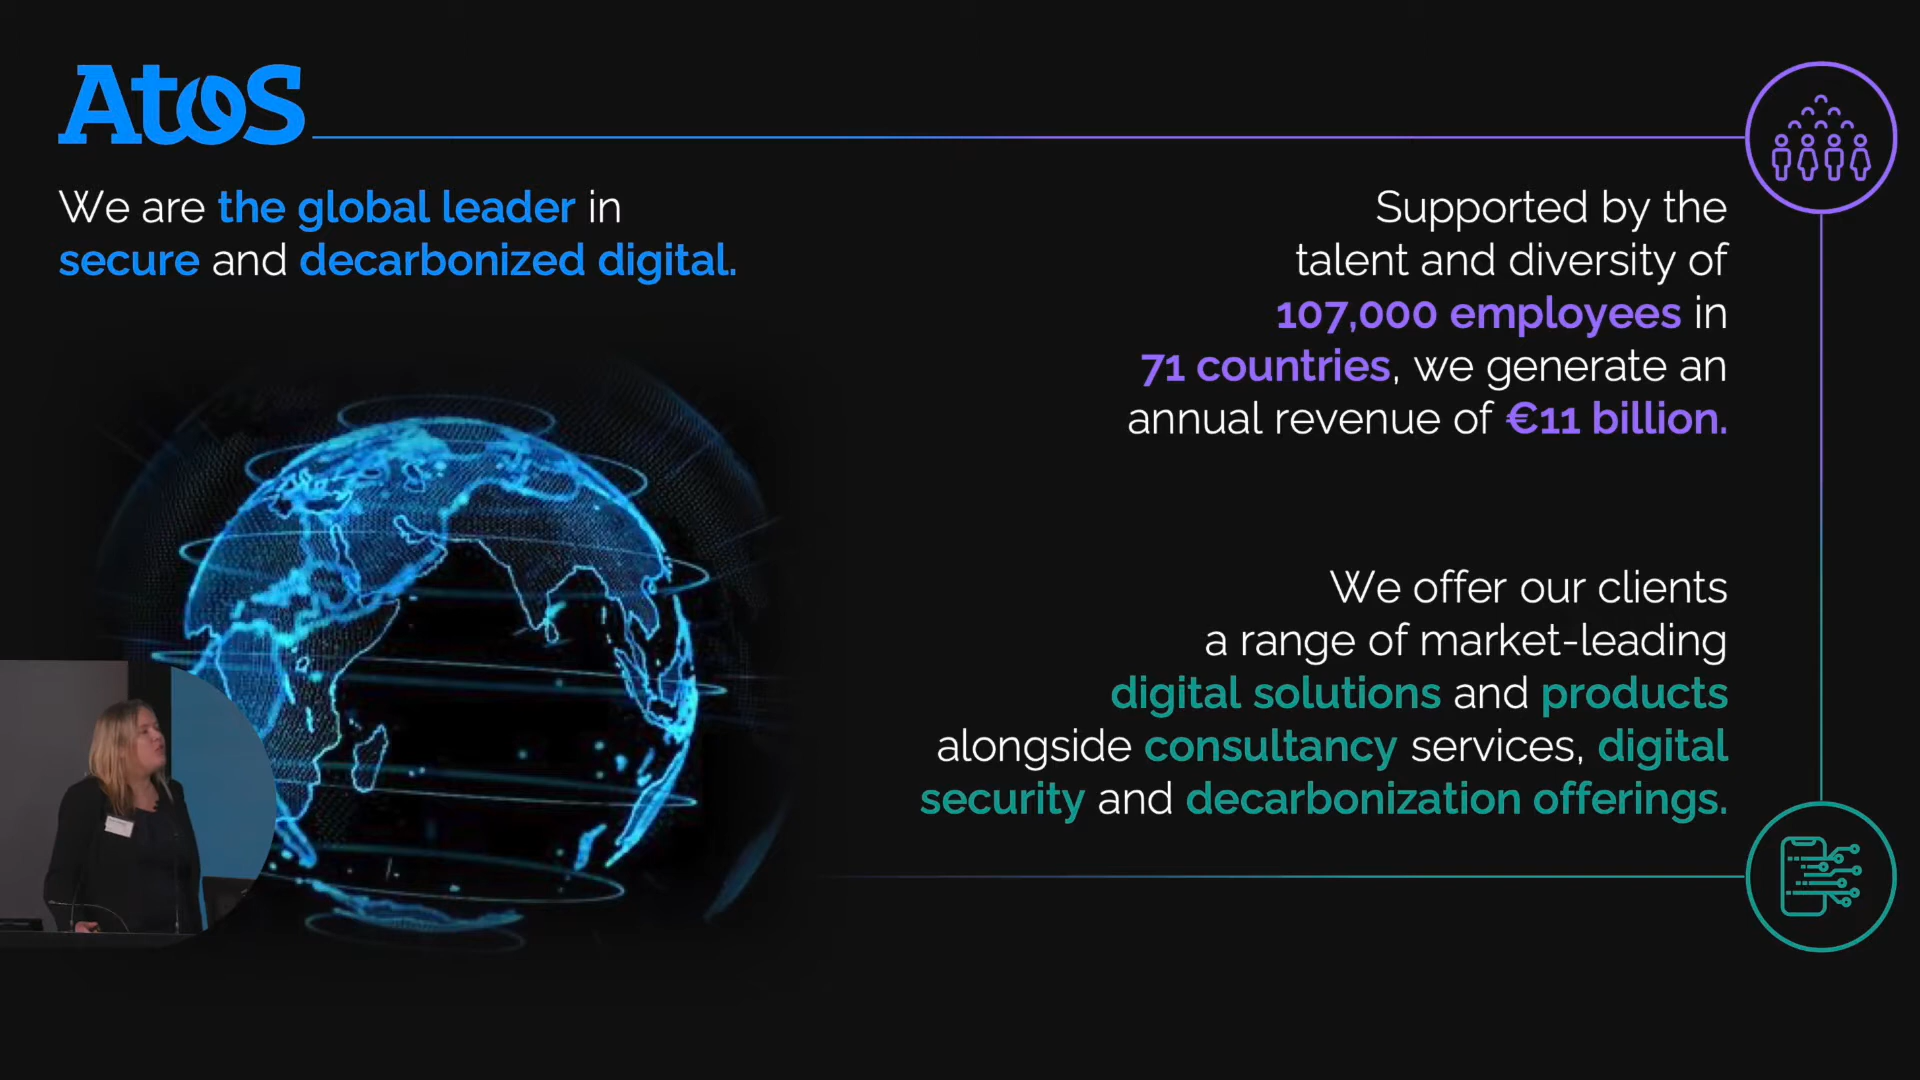 Atos
We are the global leader in
secure and decarbonized digital.
Supported by the
talent and diversity of
107,000 employees in
71 countries, we generate an
annual revenue of €11 billion.
We offer our clients
a range of market-leading
digital solutions and products
alongside consultancy services, digital
security and decarbonization offerings.